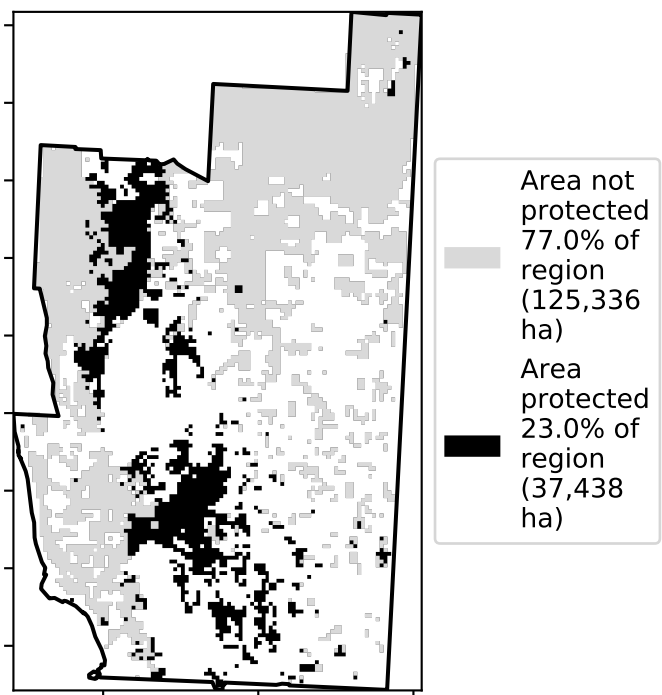 Area not
protected
77.0% of
region
(125,336
ha)
Area
protected
23.0% of
region
(37,438
ha)